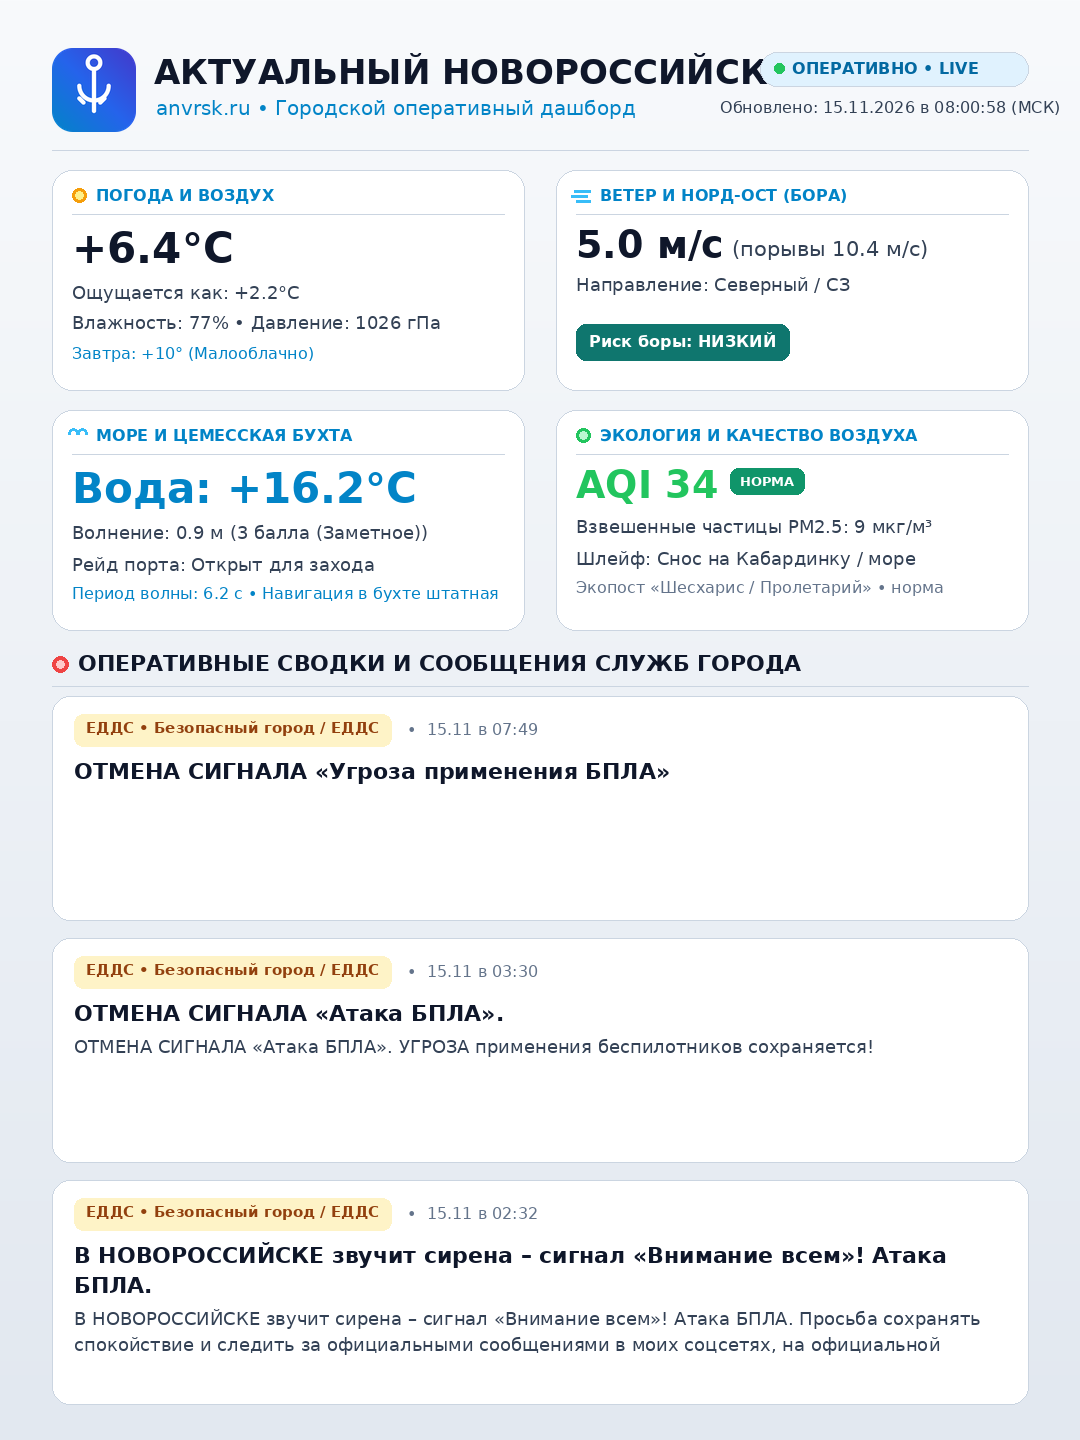 АКТУАЛЬНЫЙ НОВОРОССИЙСК
ОПЕРАТИВНО • LIVE
anvrsk.ru • Городской оперативный дашборд
Обновлено: 15.11.2026 в 08:00:58 (МСК)
ПОГОДА И ВОЗДУХ
+6.4°C
Ощущается как: +2.2°C
Влажность: 77% • Давление: 1026 гПа
Завтра: +10° (Малооблачно)
ВЕТЕР И НОРД-ОСТ (БОРА)
5.0 м/с (порывы 10.4 м/с)
Направление: Северный / СЗ
Риск боры: НИЗКИЙ
МОРЕ И ЦЕМЕССКАЯ БУХТА
Вода: +16.2°C
Волнение: 0.9 м (3 балла (Заметное))
Рейд порта: Открыт для захода
Период волны: 6.2 с • Навигация в бухте штатная
ЭКОЛОГИЯ И КАЧЕСТВО ВОЗДУХА
AQI 34 НОРМА
Взвешенные частицы PM2.5: 9 мкг/м³
Шлейф: Снос на Кабардинку / море
Экопост «Шесхарис / Пролетарий» • норма
ОПЕРАТИВНЫЕ СВОДКИ И СООБЩЕНИЯ СЛУЖБ ГОРОДА
ЕДДС • Безопасный город / ЕДДС • 15.11 в 07:49
ОТМЕНА СИГНАЛА «Угроза применения БПЛА»
ЕДДС • Безопасный город / ЕДДС • 15.11 в 03:30
ОТМЕНА СИГНАЛА «Атака БПЛА».
ОТМЕНА СИГНАЛА «Атака БПЛА». УГРОЗА применения беспилотников сохраняется!
ЕДДС • Безопасный город / ЕДДС • 15.11 в 02:32
В НОВОРОССИЙСКЕ звучит сирена – сигнал «Внимание всем»! Атака
БПЛА.
В НОВОРОССИЙСКЕ звучит сирена – сигнал «Внимание всем»! Атака БПЛА. Просьба сохранять
спокойствие и следить за официальными сообщениями в моих соцсетях, на официальной